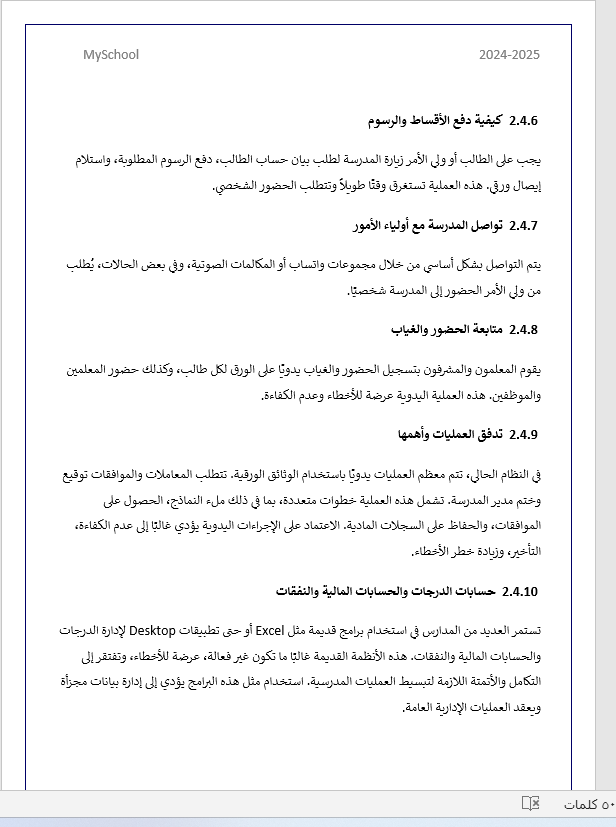 MySchool 2024-2025
2.4.6 كيفية دفع الأقساط والرسوم
يجب على الطالب أو ولي الأمر زيارة المدرسة لطلب بيان حساب الطالب، دفع الرسوم المطلوبة، واستلام
إيصال ورقي. هذه العملية تستغرق وقتًا طويلاً وتتطلب الحضور الشخصي.
2.4.7 تواصل المدرسة مع أولياء الأمور
يتم التواصل بشكل أساسي من خلال مجموعات واتساب أو المكالمات الصوتية، وفي بعض الحالات، يُطلب
من ولي الأمر الحضور إلى المدرسة شخصيًا.
2.4.8 متابعة الحضور والغياب
يقوم المعلمون والمشرفون بتسجيل الحضور والغياب يدويًا على الورق لكل طالب، وكذلك حضور المعلمين
والموظفين. هذه العملية اليدوية عرضة للأخطاء وعدم الكفاءة.
2.4.9 تدفق العمليات وأهمها
في النظام الحالي، تتم معظم العمليات يدويًا باستخدام الوثائق الورقية. تتطلب المعاملات والموافقات توقيع
وختم مدير المدرسة. تشمل هذه العملية خطوات متعددة، بما في ذلك ملء النماذج، الحصول على
الموافقات، والحفاظ على السجلات المادية. الاعتماد على الإجراءات اليدوية يؤدي غالبًا إلى عدم الكفاءة،
التأخير، وزيادة خطر الأخطاء.
2.4.10 حسابات الدرجات والحسابات المالية والنفقات
تستمر العديد من المدارس في استخدام برامج قديمة مثل Excel أو حتى تطبيقات Desktop لإدارة الدرجات
والحسابات المالية والنفقات. هذه الأنظمة القديمة غالبًا ما تكون غير فعالة، عرضة للأخطاء، وتفتقر إلى
التكامل والأتمتة اللازمة لتبسيط العمليات المدرسية. استخدام مثل هذه البرامج يؤدي إلى إدارة بيانات مجزأة
ويعقد العمليات الإدارية العامة.
كلمات